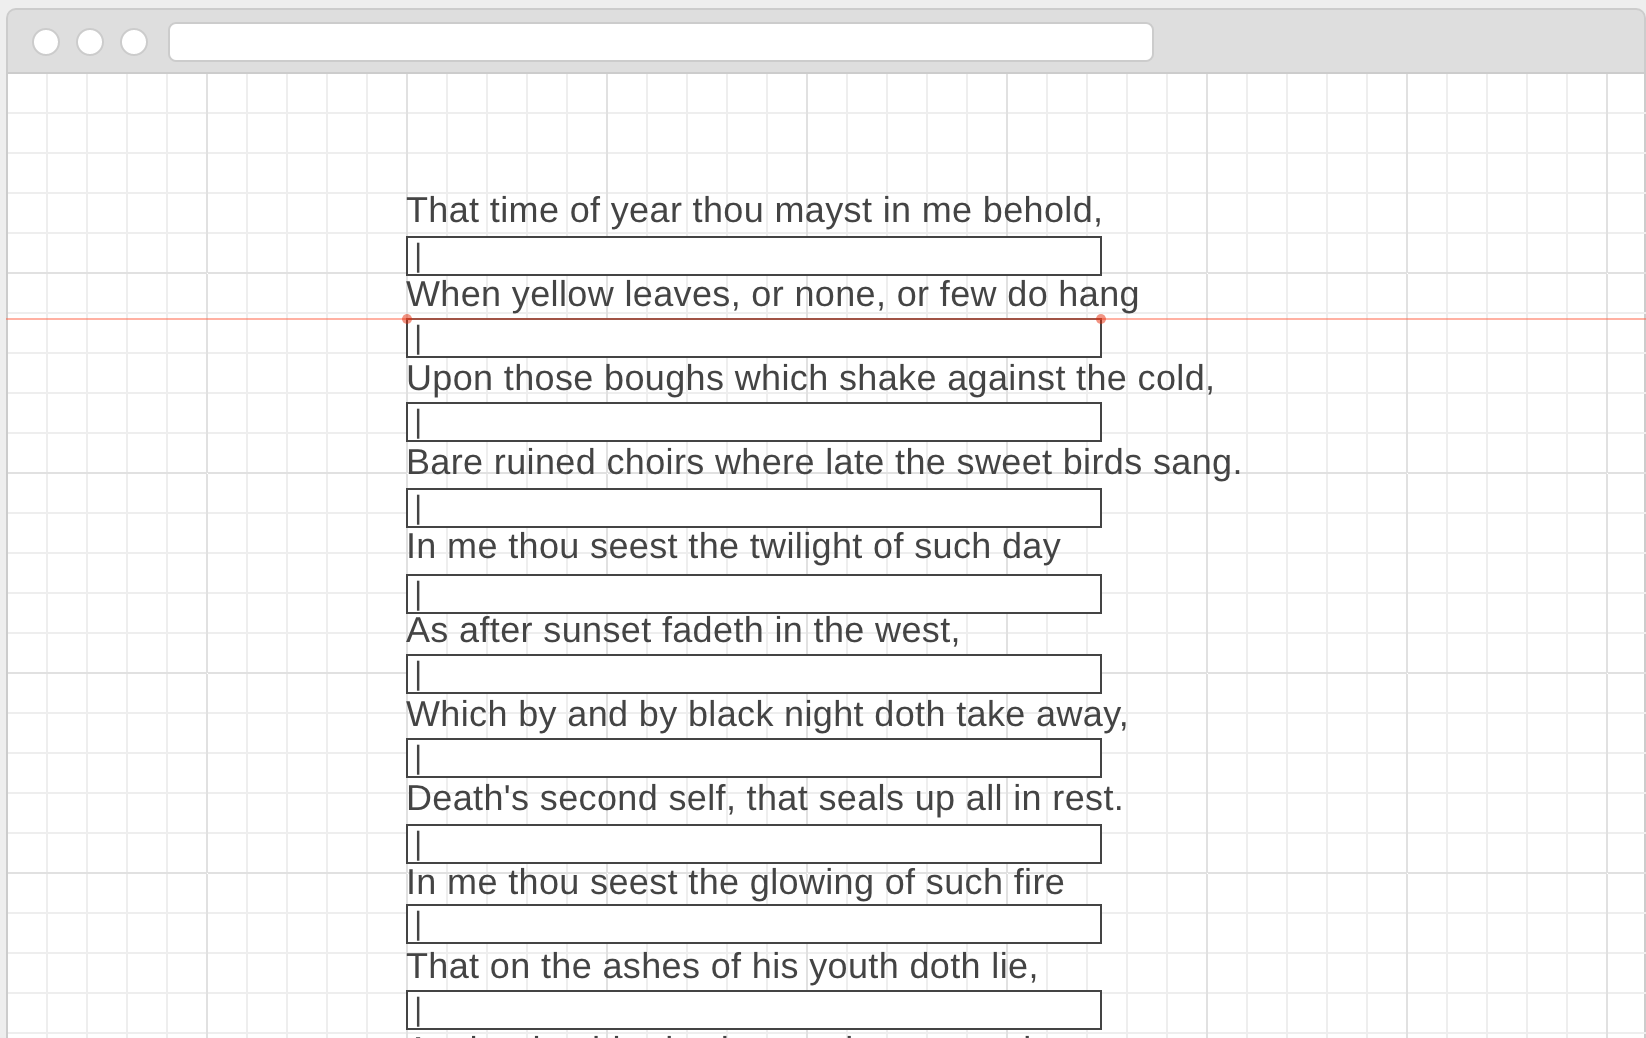 That time of year thou mayst in me behold,
When yellow leaves, or none, or few do hang
Upon those boughs which shake against the cold,
Bare ruined choirs where late the sweet birds sang.
In me thou seest the twilight of such day
As after sunset fadeth in the west,
Which by and by black night doth take away,
Death's second self, that seals up all in rest.
In me thou seest the glowing of such fire
That on the ashes of his youth doth lie,